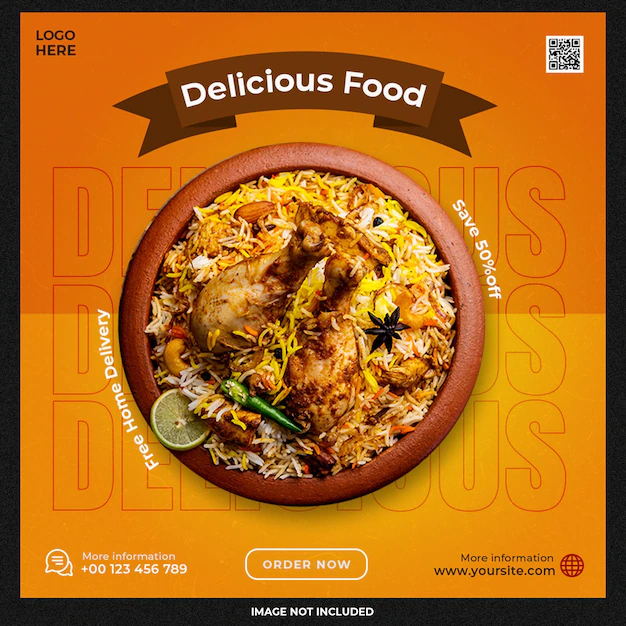 LOGO
HERE
Delicious Food
DELICIOUS
DELICIOUS
DELICIOUS
Save 50%off
Free Home Delivery
More information
+00 123 456 789
ORDER NOW
More information
www.yoursite.com
IMAGE NOT INCLUDED